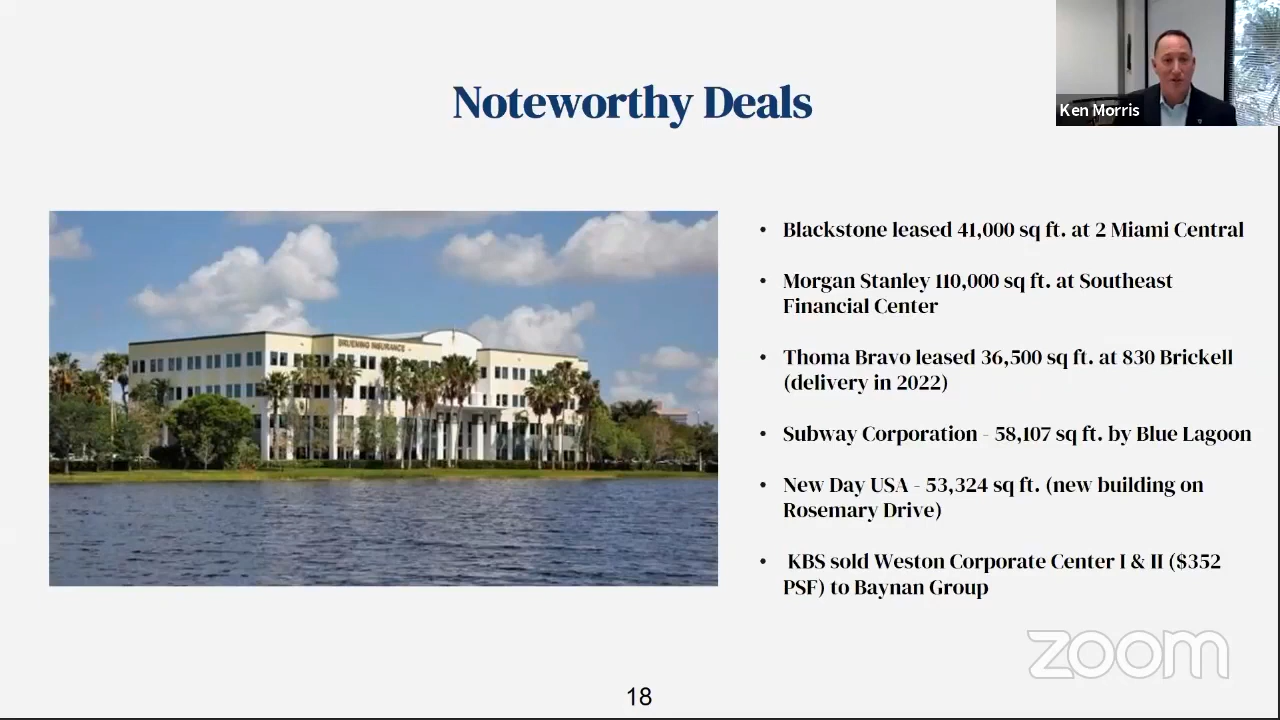 Noteworthy Deals
Ken Morris
BRUENING INSURANCE
• Blackstone leased 41,000 sq ft. at 2 Miami Central
• Morgan Stanley 110,000 sq ft. at Southeast
Financial Center
• Thoma Bravo leased 36,500 sq ft. at 830 Brickell
(delivery in 2022)
• Subway Corporation - 58,107 sq ft. by Blue Lagoon
• New Day USA - 53,324 sq ft. (new building on
Rosemary Drive)
• KBS sold Weston Corporate Center I & II ($352
PSF) to Baynan Group
zoom
18